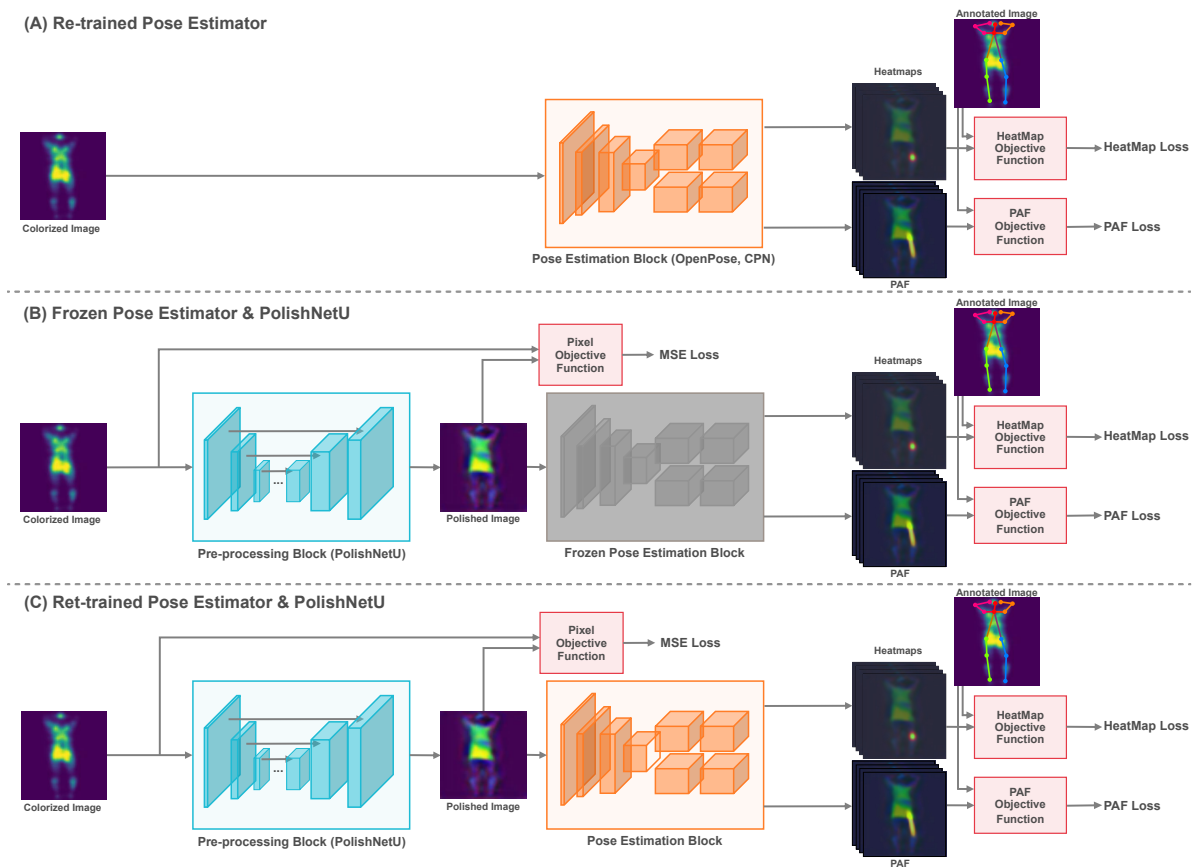 (A) Re-trained Pose Estimator
Annotated Image
Heatmaps
HeatMap
Objective
Function
HeatMap Loss
PAF
Objective
Function
PAF Loss
Colorized Image
Pose Estimation Block (OpenPose, CPN)
PAF
(B) Frozen Pose Estimator & PolishNetU
Annotated Image
Pixel
Objective
Function
MSE Loss
Heatmaps
HeatMap
Objective
Function
HeatMap Loss
...
PAF
Objective
Function
PAF Loss
Colorized Image
Polished Image
Pre-processing Block (PolishNetU)
Frozen Pose Estimation Block
PAF
(C) Ret-trained Pose Estimator & PolishNetU
Annotated Image
Pixel
Objective
Function
MSE Loss
Heatmaps
HeatMap
Objective
Function
HeatMap Loss
...
PAF
Objective
Function
PAF Loss
Colorized Image
Polished Image
Pre-processing Block (PolishNetU)
Pose Estimation Block
PAF